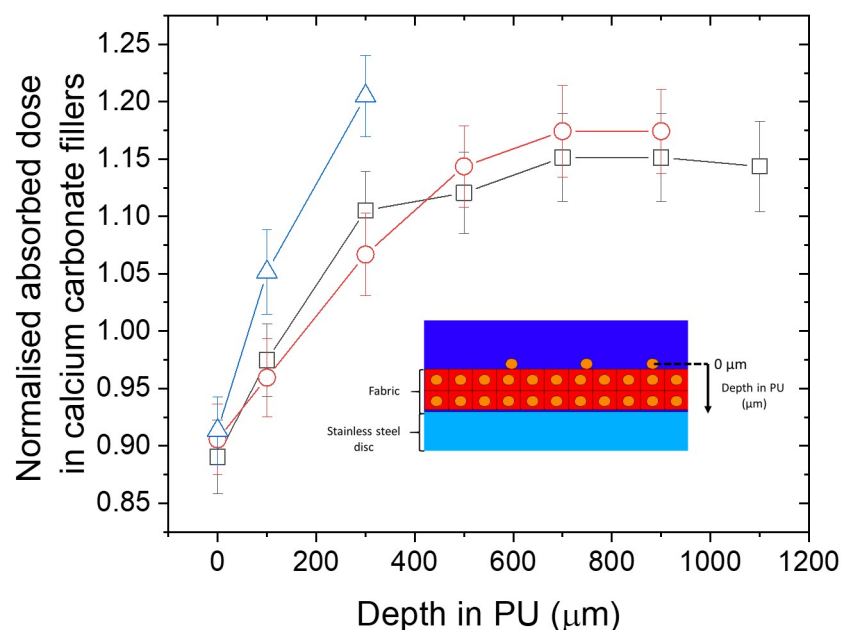 Normalised absorbed dose
in calcium carbonate fillers
1.25
1.20
1.15
1.10
1.05
1.00
0.95
0.90
0.85
0 μm
Fabric
Depth in PU
(μm)
Stainless steel
disc
0 200 400 600 800 1000 1200
Depth in PU (μm)